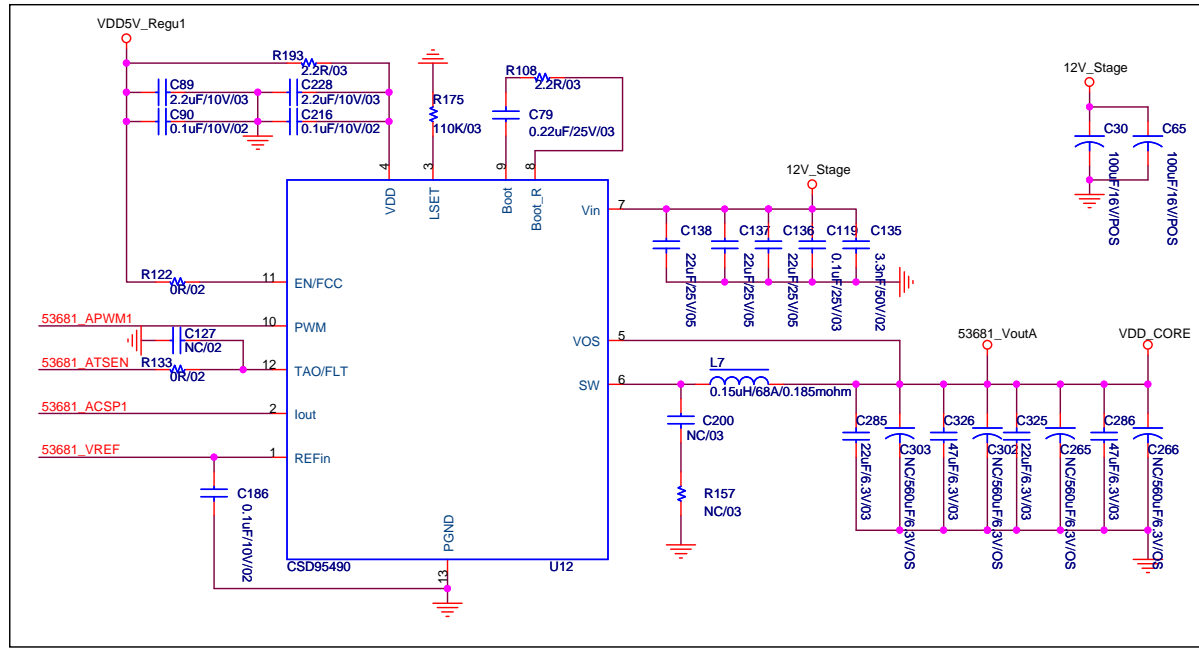 VDD5V_Regu1
R193
2.2R/03
C89
2.2uF/10V/03
C228
2.2uF/10V/03
C90
0.1uF/10V/02
C216
0.1uF/10V/02
R175
110K/03
R108
2.2R/03
C79
0.22uF/25V/03
12V_Stage
C30
100uF/16V/POS
C65
100uF/16V/POS
4
3
9
8
VDD
LSET
Boot
Boot_R
12V_Stage
Vin
7
C138
22uF/25V/05
C137
22uF/25V/05
C136
22uF/25V/05
C119
0.1uF/25V/03
C135
3.3nF/50V/02
R122
0R/02
11
EN/FCC
53681_APWM1
10
PWM
C127
NC/02
53681_ATSEN
R133
0R/02
12
TAO/FLT
53681_ACSP1
2
Iout
53681_VREF
1
REFin
C186
0.1uF/10V/02
VOS
5
SW
6
L7
0.15uH/68A/0.185mohm
53681_VoutA
VDD_CORE
C200
NC/03
R157
NC/03
C285
22uF/6.3V/03
C303
NC/560uF/6.3V/OS
C326
47uF/6.3V/03
C302
NC/560uF/6.3V/OS
C325
22uF/6.3V/03
C265
NC/560uF/6.3V/OS
C286
47uF/6.3V/03
C266
NC/560uF/6.3V/OS
PGND
13
CSD95490
U12